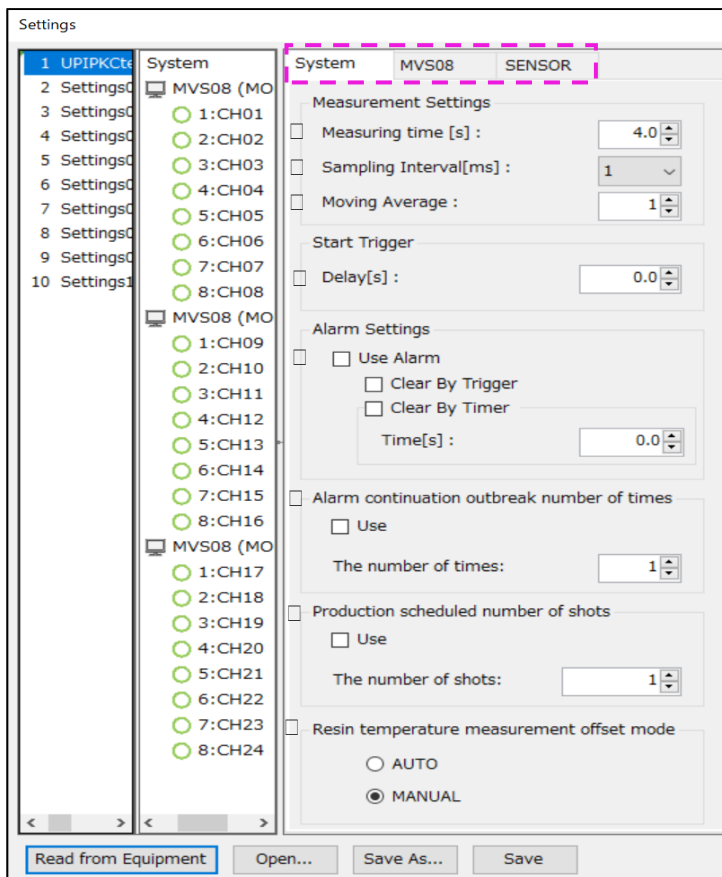 Settings
1 UPIPKCte
2 Settings0
3 Settings0
4 Settings0
5 Settings0
6 Settings0
7 Settings0
8 Settings0
9 Settings0
10 Settings1
System
MVS08 (MO
1:CH01
2:CH02
3:CH03
4:CH04
5:CH05
6:CH06
7:CH07
8:CH08
MVS08 (MO
1:CH09
2:CH10
3:CH11
4:CH12
5:CH13
6:CH14
7:CH15
8:CH16
MVS08 (MO
1:CH17
2:CH18
3:CH19
4:CH20
5:CH21
6:CH22
7:CH23
8:CH24
System MVS08 SENSOR
Measurement Settings
Measuring time [s] : 4.0
Sampling Interval[ms] : 1
Moving Average : 1
Start Trigger
Delay[s] : 0.0
Alarm Settings
Use Alarm
Clear By Trigger
Clear By Timer
Time[s] : 0.0
Alarm continuation outbreak number of times
Use
The number of times: 1
Production scheduled number of shots
Use
The number of shots: 1
Resin temperature measurement offset mode
AUTO
MANUAL
Read from Equipment Open... Save As... Save